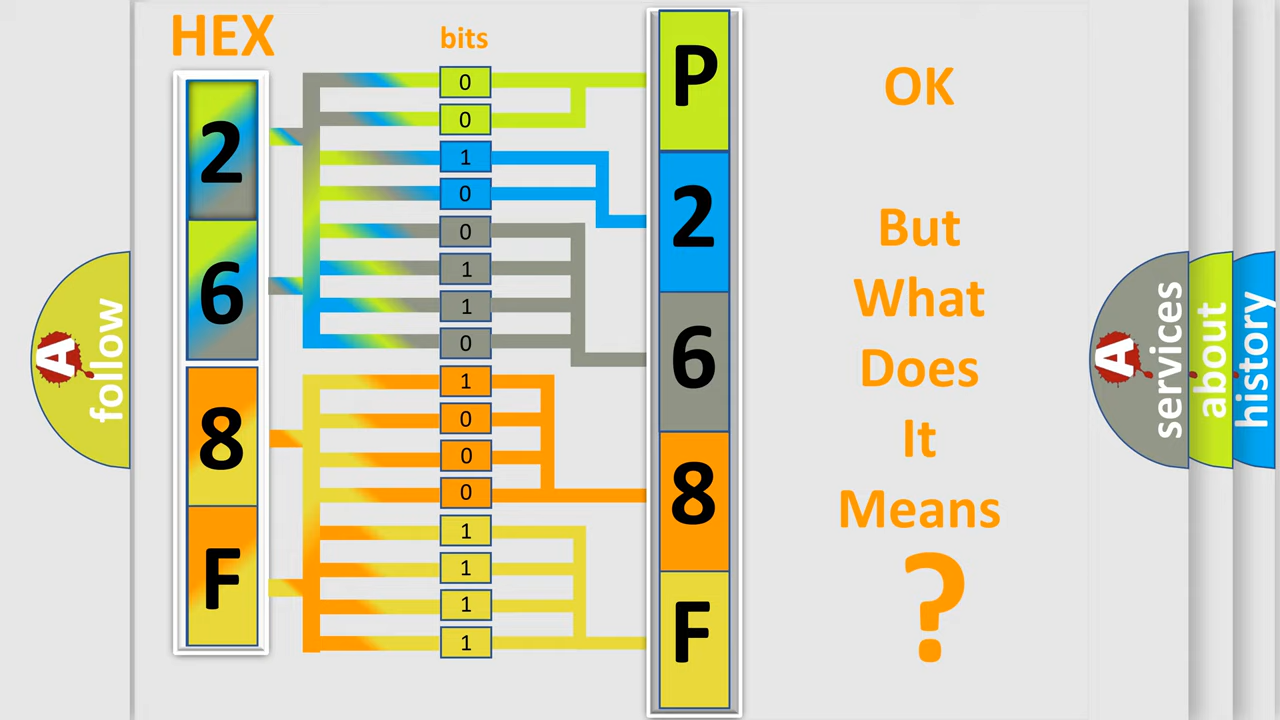 HEX
bits
2
6
8
F
0
0
1
0
0
1
1
0
1
0
0
0
1
1
1
1
P
2
6
8
F
OK
But
What
Does
It
Means
?
A
follow
A
services
about
history